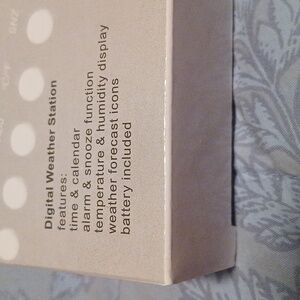 Digital Weather Station
features:
time & calendar
alarm & snooze function
temperature & humidity display
weather forecast icons
battery included
C/°F